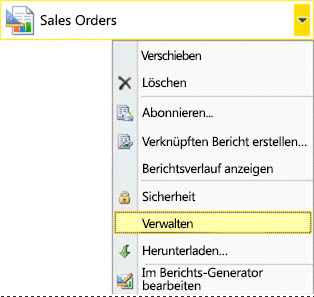 Sales Orders
Verschieben
Löschen
Abonnieren...
Verknüpften Bericht erstellen...
Berichtsverlauf anzeigen
Sicherheit
Verwalten
Herunterladen...
Im Berichts-Generator
bearbeiten